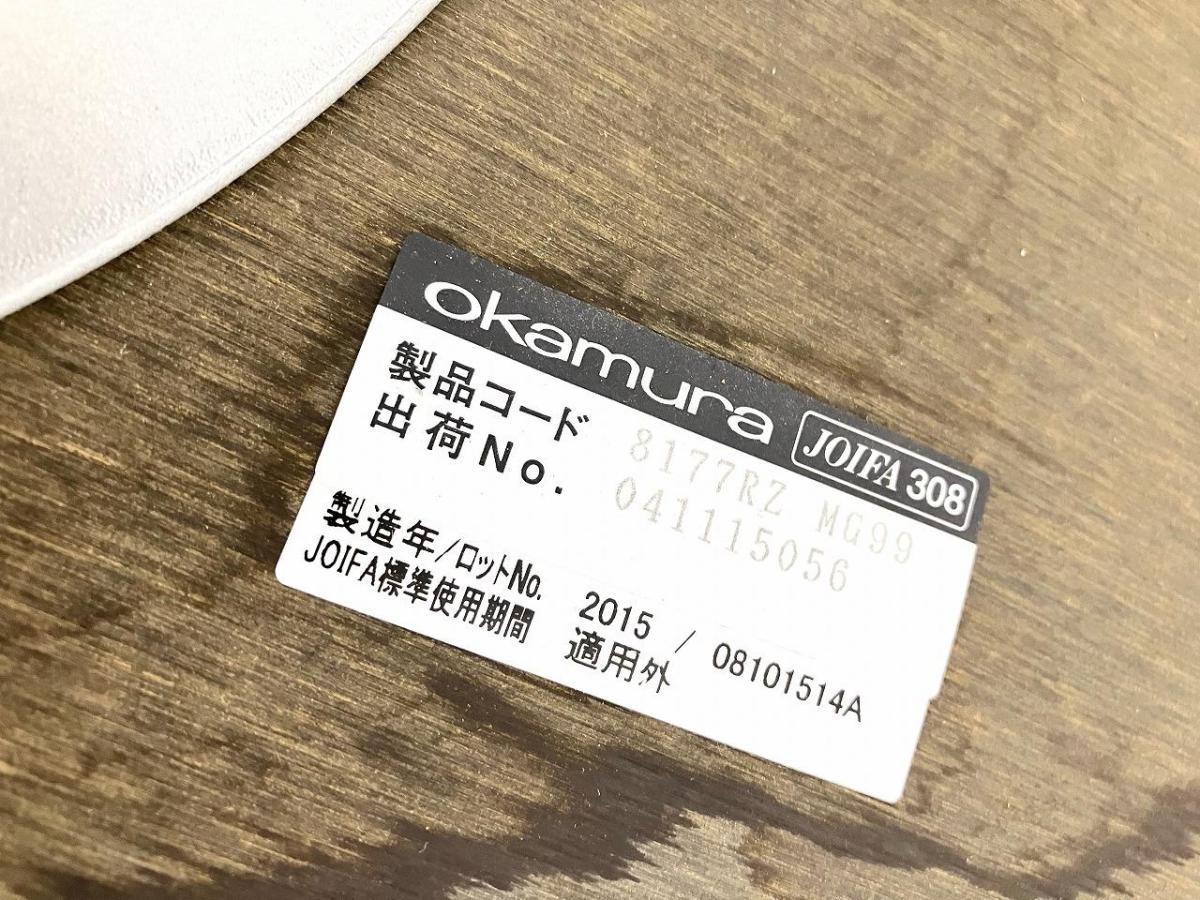 okamura JOIFA 308
製品コード 8177RZ MG99
出荷No. 041115056
製造年/ロットNo. 2015 / 08101514A
JOIFA標準使用期間 適用外